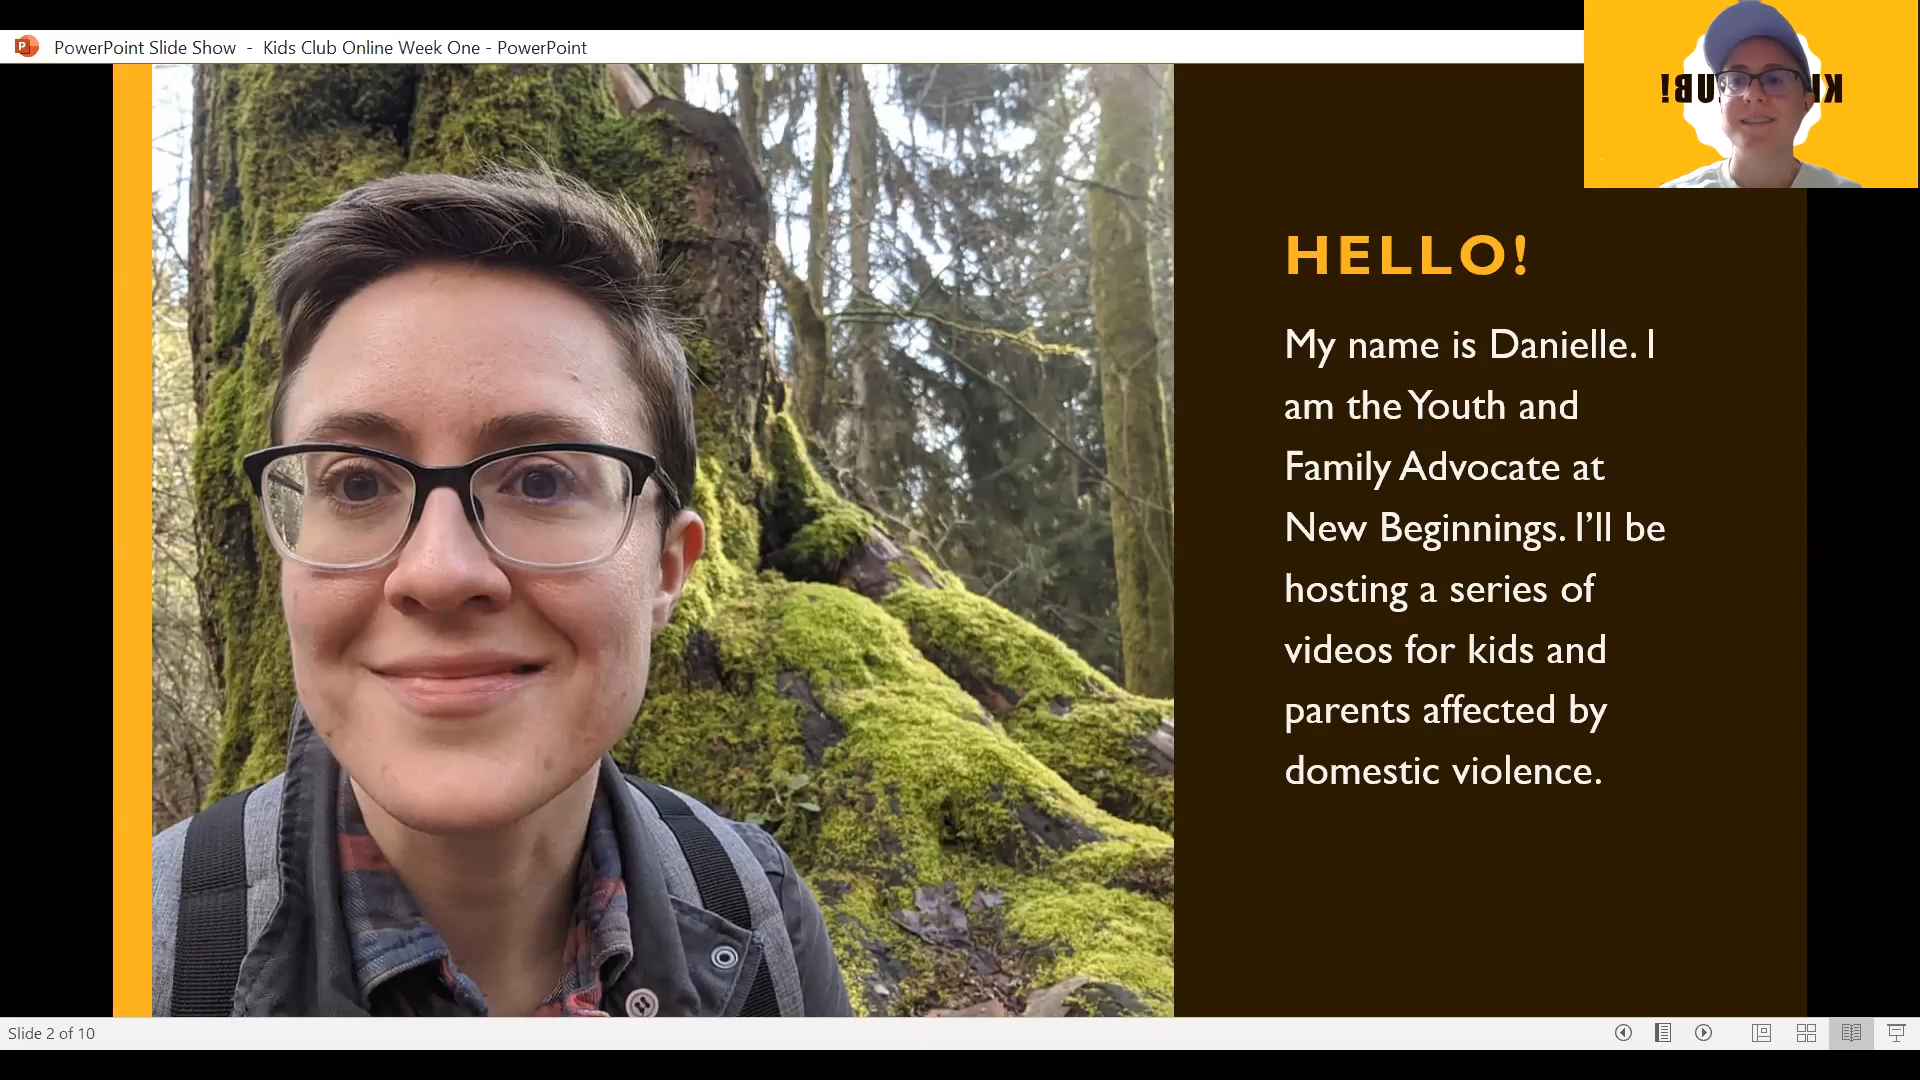 PowerPoint Slide Show - Kids Club Online Week One - PowerPoint
HELLO!
My name is Danielle. I
am the Youth and
Family Advocate at
New Beginnings. I'll be
hosting a series of
videos for kids and
parents affected by
domestic violence.
Slide 2 of 10